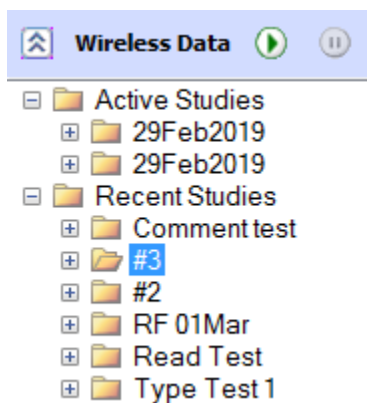 Wireless Data
Active Studies
29Feb2019
29Feb2019
Recent Studies
Comment test
#3
#2
RF 01Mar
Read Test
Type Test 1